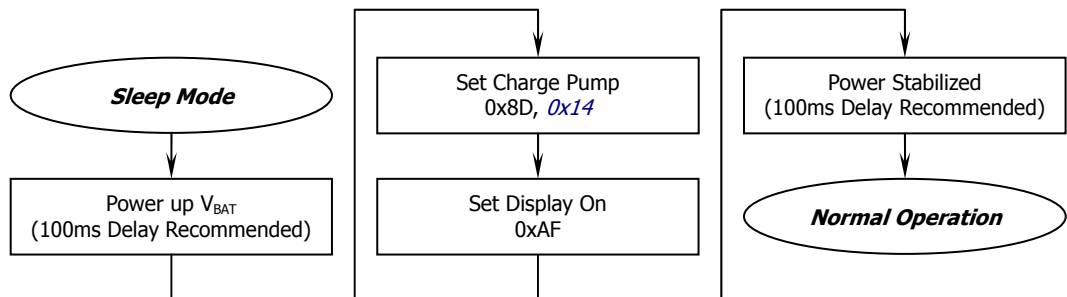 Sleep Mode
Power up VBAT
(100ms Delay Recommended)
Set Charge Pump
0x8D, 0x14
Set Display On
0xAF
Power Stabilized
(100ms Delay Recommended)
Normal Operation